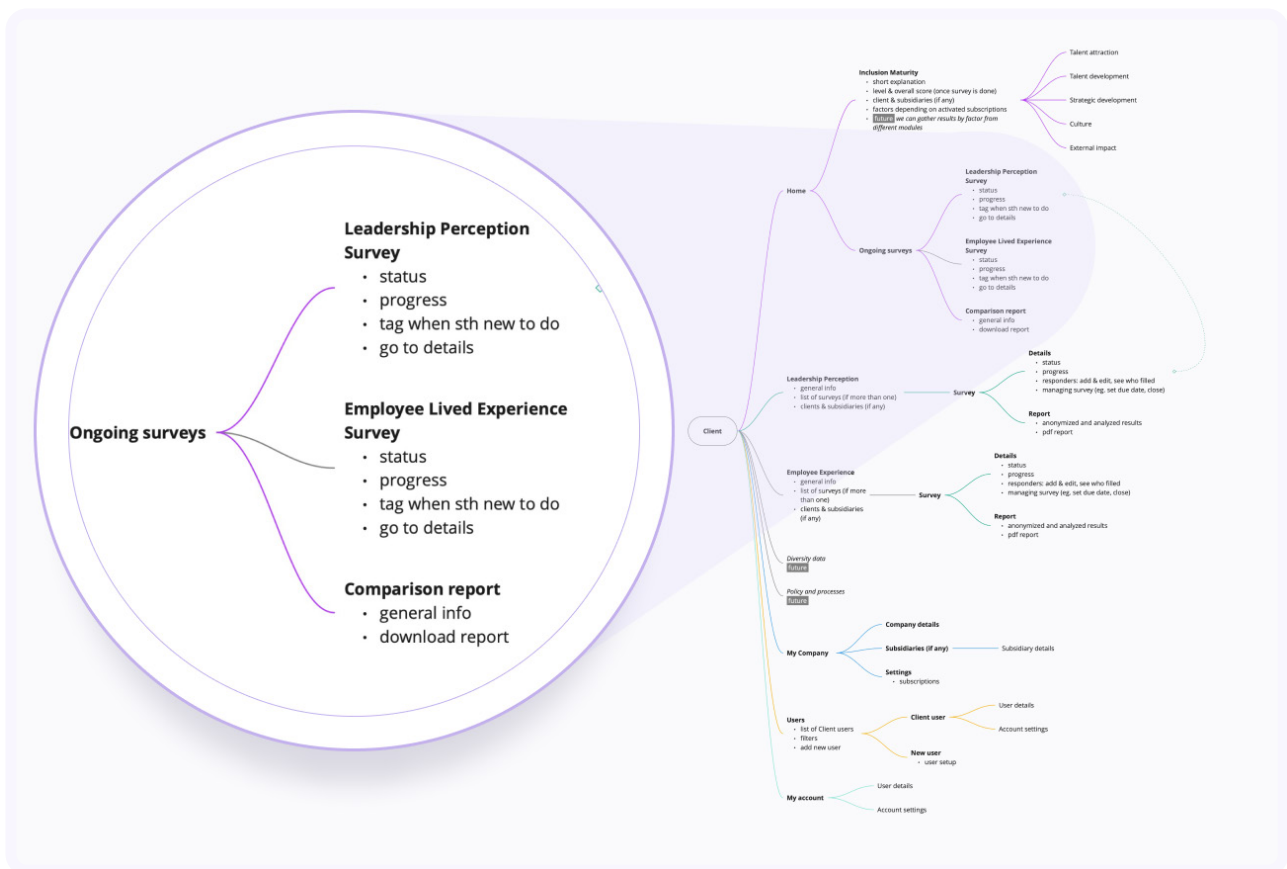 Leadership Perception
Survey
• status
• progress
• tag when sth new to do
• go to details
Ongoing surveys
Employee Lived Experience
Survey
• status
• progress
• tag when sth new to do
• go to details
Comparison report
• general info
• download report
Client
Home
Inclusion Maturity
• short explanation
• level & overall score (once survey is done)
• client & subsidiaries (if any)
• factors depending on activated subscriptions
• future we can gather results by factor from
different modules
Talent attraction
Talent development
Strategic development
Culture
External impact
Ongoing surveys
Leadership Perception
Survey
• status
• progress
• tag when sth new to do
• go to details
Employee Lived Experience
Survey
• status
• progress
• tag when sth new to do
• go to details
Comparison report
• general info
• download report
Leadership Perception
• general info
• list of surveys (if more than one)
• clients & subsidiaries (if any)
Survey
Details
• status
• progress
• responders: add & edit, see who filled
• managing survey (eg. set due date, close)
Report
• anonymized and analyzed results
• pdf report
Employee Experience
• general info
• list of surveys (if more
than one)
• clients & subsidiaries
(if any)
Survey
Details
• status
• progress
• responders: add & edit, see who filled
• managing survey (eg, set due date, close)
Report
• anonymized and analyzed results
• pdf report
Diversity data
future
Policy and processes
future
My Company
Company details
Subsidiaries (if any)
Subsidiary details
Settings
• subscriptions
Users
• list of Client users
• filters
• add new user
Client user
User details
Account settings
New user
• user setup
My account
User details
Account settings